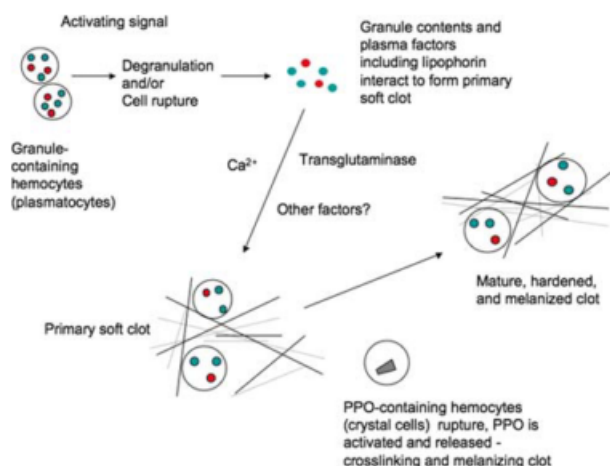 Activating signal
Degranulation
and/or
Cell rupture
Granule contents and
plasma factors
including lipophorin
interact to form primary
soft clot
Granule-
containing
hemocytes
(plasmatocytes)
Ca²⁺
Transglutaminase
Other factors?
Mature, hardened,
and melanized clot
Primary soft clot
PPO-containing hemocytes
(crystal cells) rupture, PPO is
activated and released -
crosslinking and melanizing clot